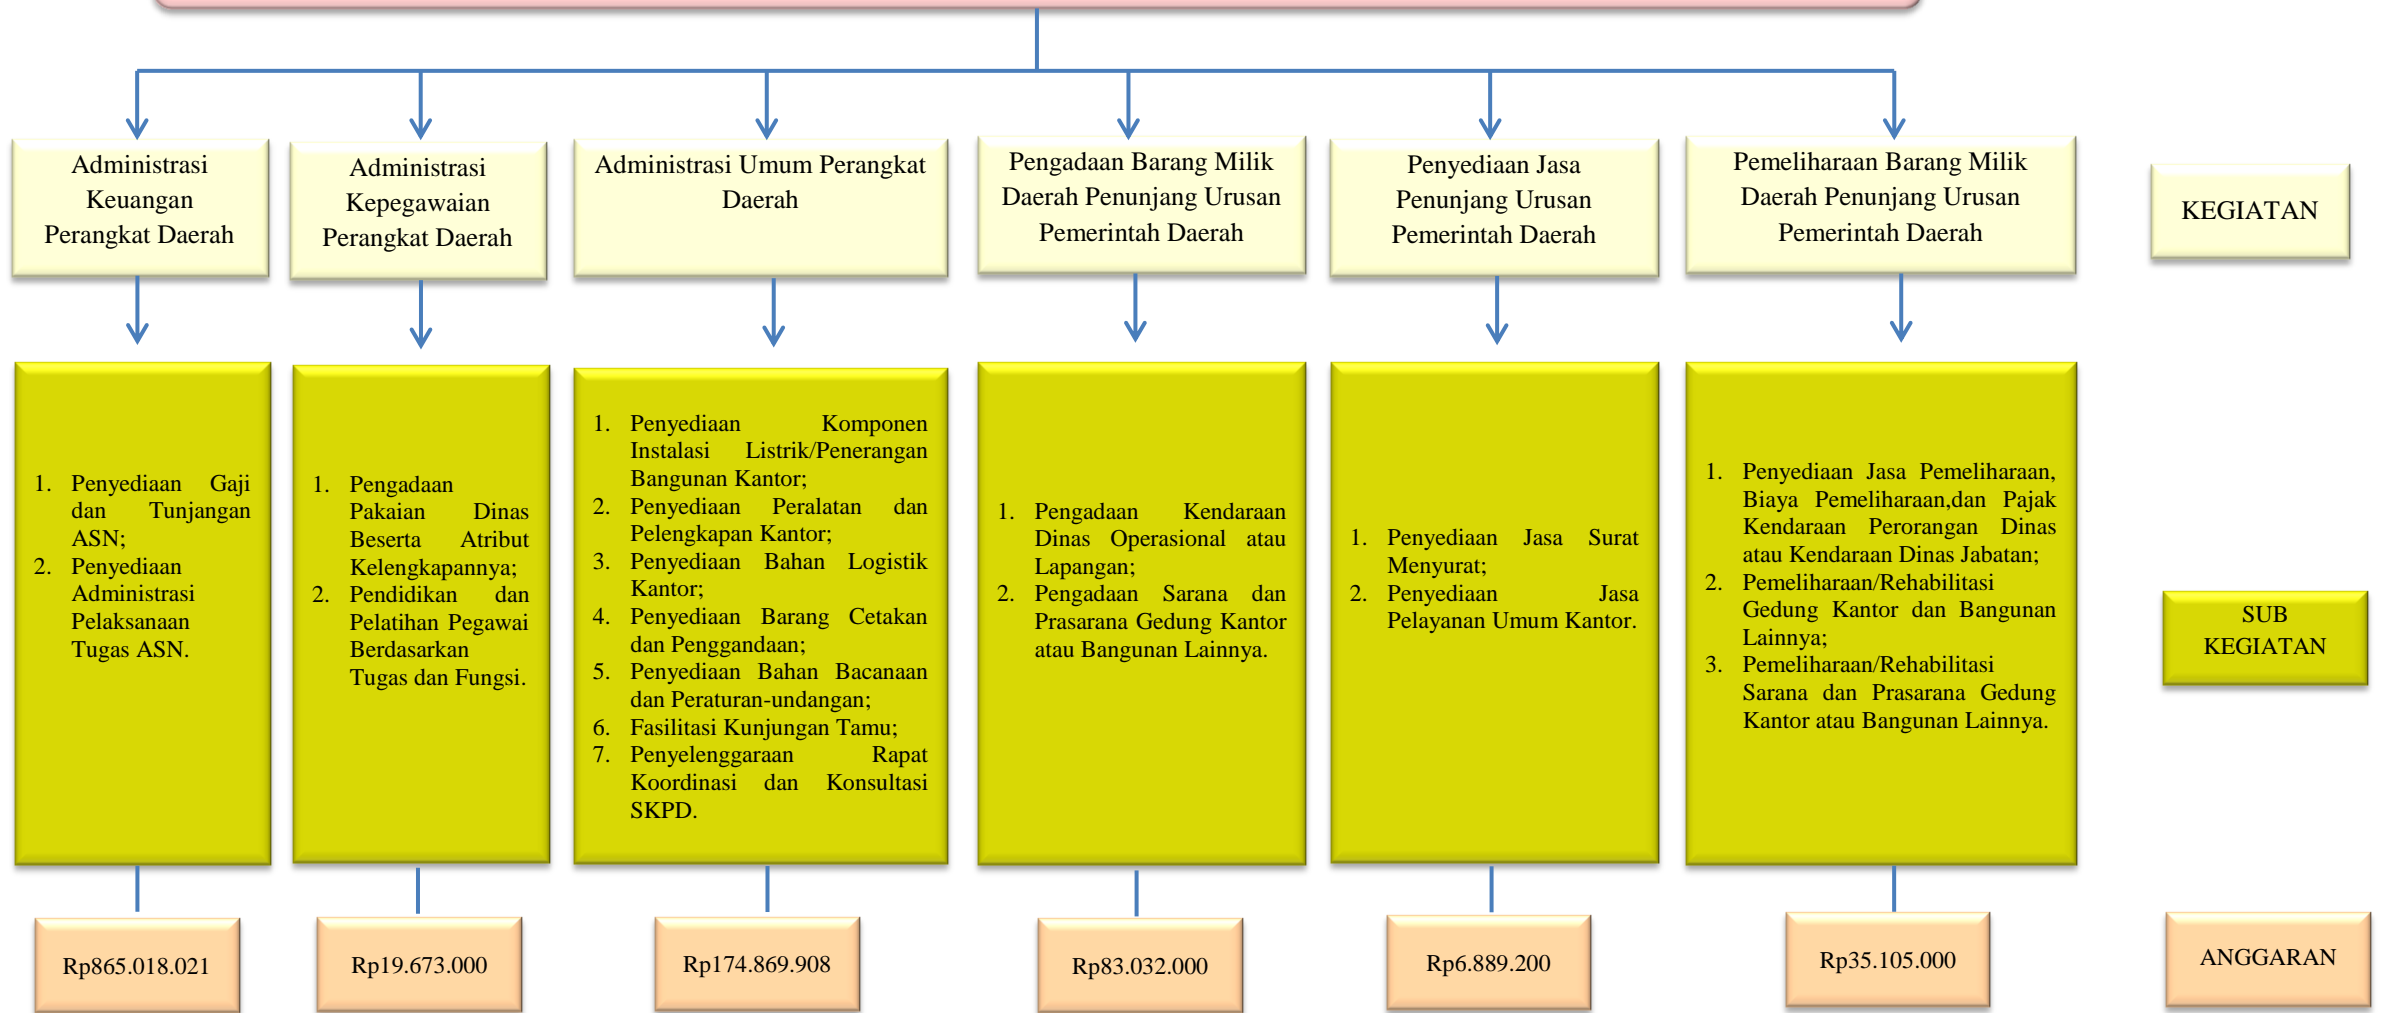 Administrasi
Keuangan
Perangkat Daerah
Administrasi
Kepegawaian
Perangkat Daerah
Administrasi Umum Perangkat
Daerah
Pengadaan Barang Milik
Daerah Penunjang Urusan
Pemerintah Daerah
Penyediaan Jasa
Penunjang Urusan
Pemerintah Daerah
Pemeliharaan Barang Milik
Daerah Penunjang Urusan
Pemerintah Daerah
KEGIATAN
1. Penyediaan Gaji
dan Tunjangan
ASN;
2. Penyediaan
Administrasi
Pelaksanaan
Tugas ASN.
1. Pengadaan
Pakaian Dinas
Beserta Atribut
Kelengkapannya;
2. Pendidikan dan
Pelatihan Pegawai
Berdasarkan
Tugas dan Fungsi.
1. Penyediaan Komponen
Instalasi Listrik/Penerangan
Bangunan Kantor;
2. Penyediaan Peralatan dan
Pelengkapan Kantor;
3. Penyediaan Bahan Logistik
Kantor;
4. Penyediaan Barang Cetakan
dan Penggandaan;
5. Penyediaan Bahan Bacanaan
dan Peraturan-undangan;
6. Fasilitasi Kunjungan Tamu;
7. Penyelenggaraan Rapat
Koordinasi dan Konsultasi
SKPD.
1. Pengadaan Kendaraan
Dinas Operasional atau
Lapangan;
2. Pengadaan Sarana dan
Prasarana Gedung Kantor
atau Bangunan Lainnya.
1. Penyediaan Jasa Surat
Menyurat;
2. Penyediaan Jasa
Pelayanan Umum Kantor.
1. Penyediaan Jasa Pemeliharaan,
Biaya Pemeliharaan,dan Pajak
Kendaraan Perorangan Dinas
atau Kendaraan Dinas Jabatan;
2. Pemeliharaan/Rehabilitasi
Gedung Kantor dan Bangunan
Lainnya;
3. Pemeliharaan/Rehabilitasi
Sarana dan Prasarana Gedung
Kantor atau Bangunan Lainnya.
SUB
KEGIATAN
Rp865.018.021
Rp19.673.000
Rp174.869.908
Rp83.032.000
Rp6.889.200
Rp35.105.000
ANGGARAN